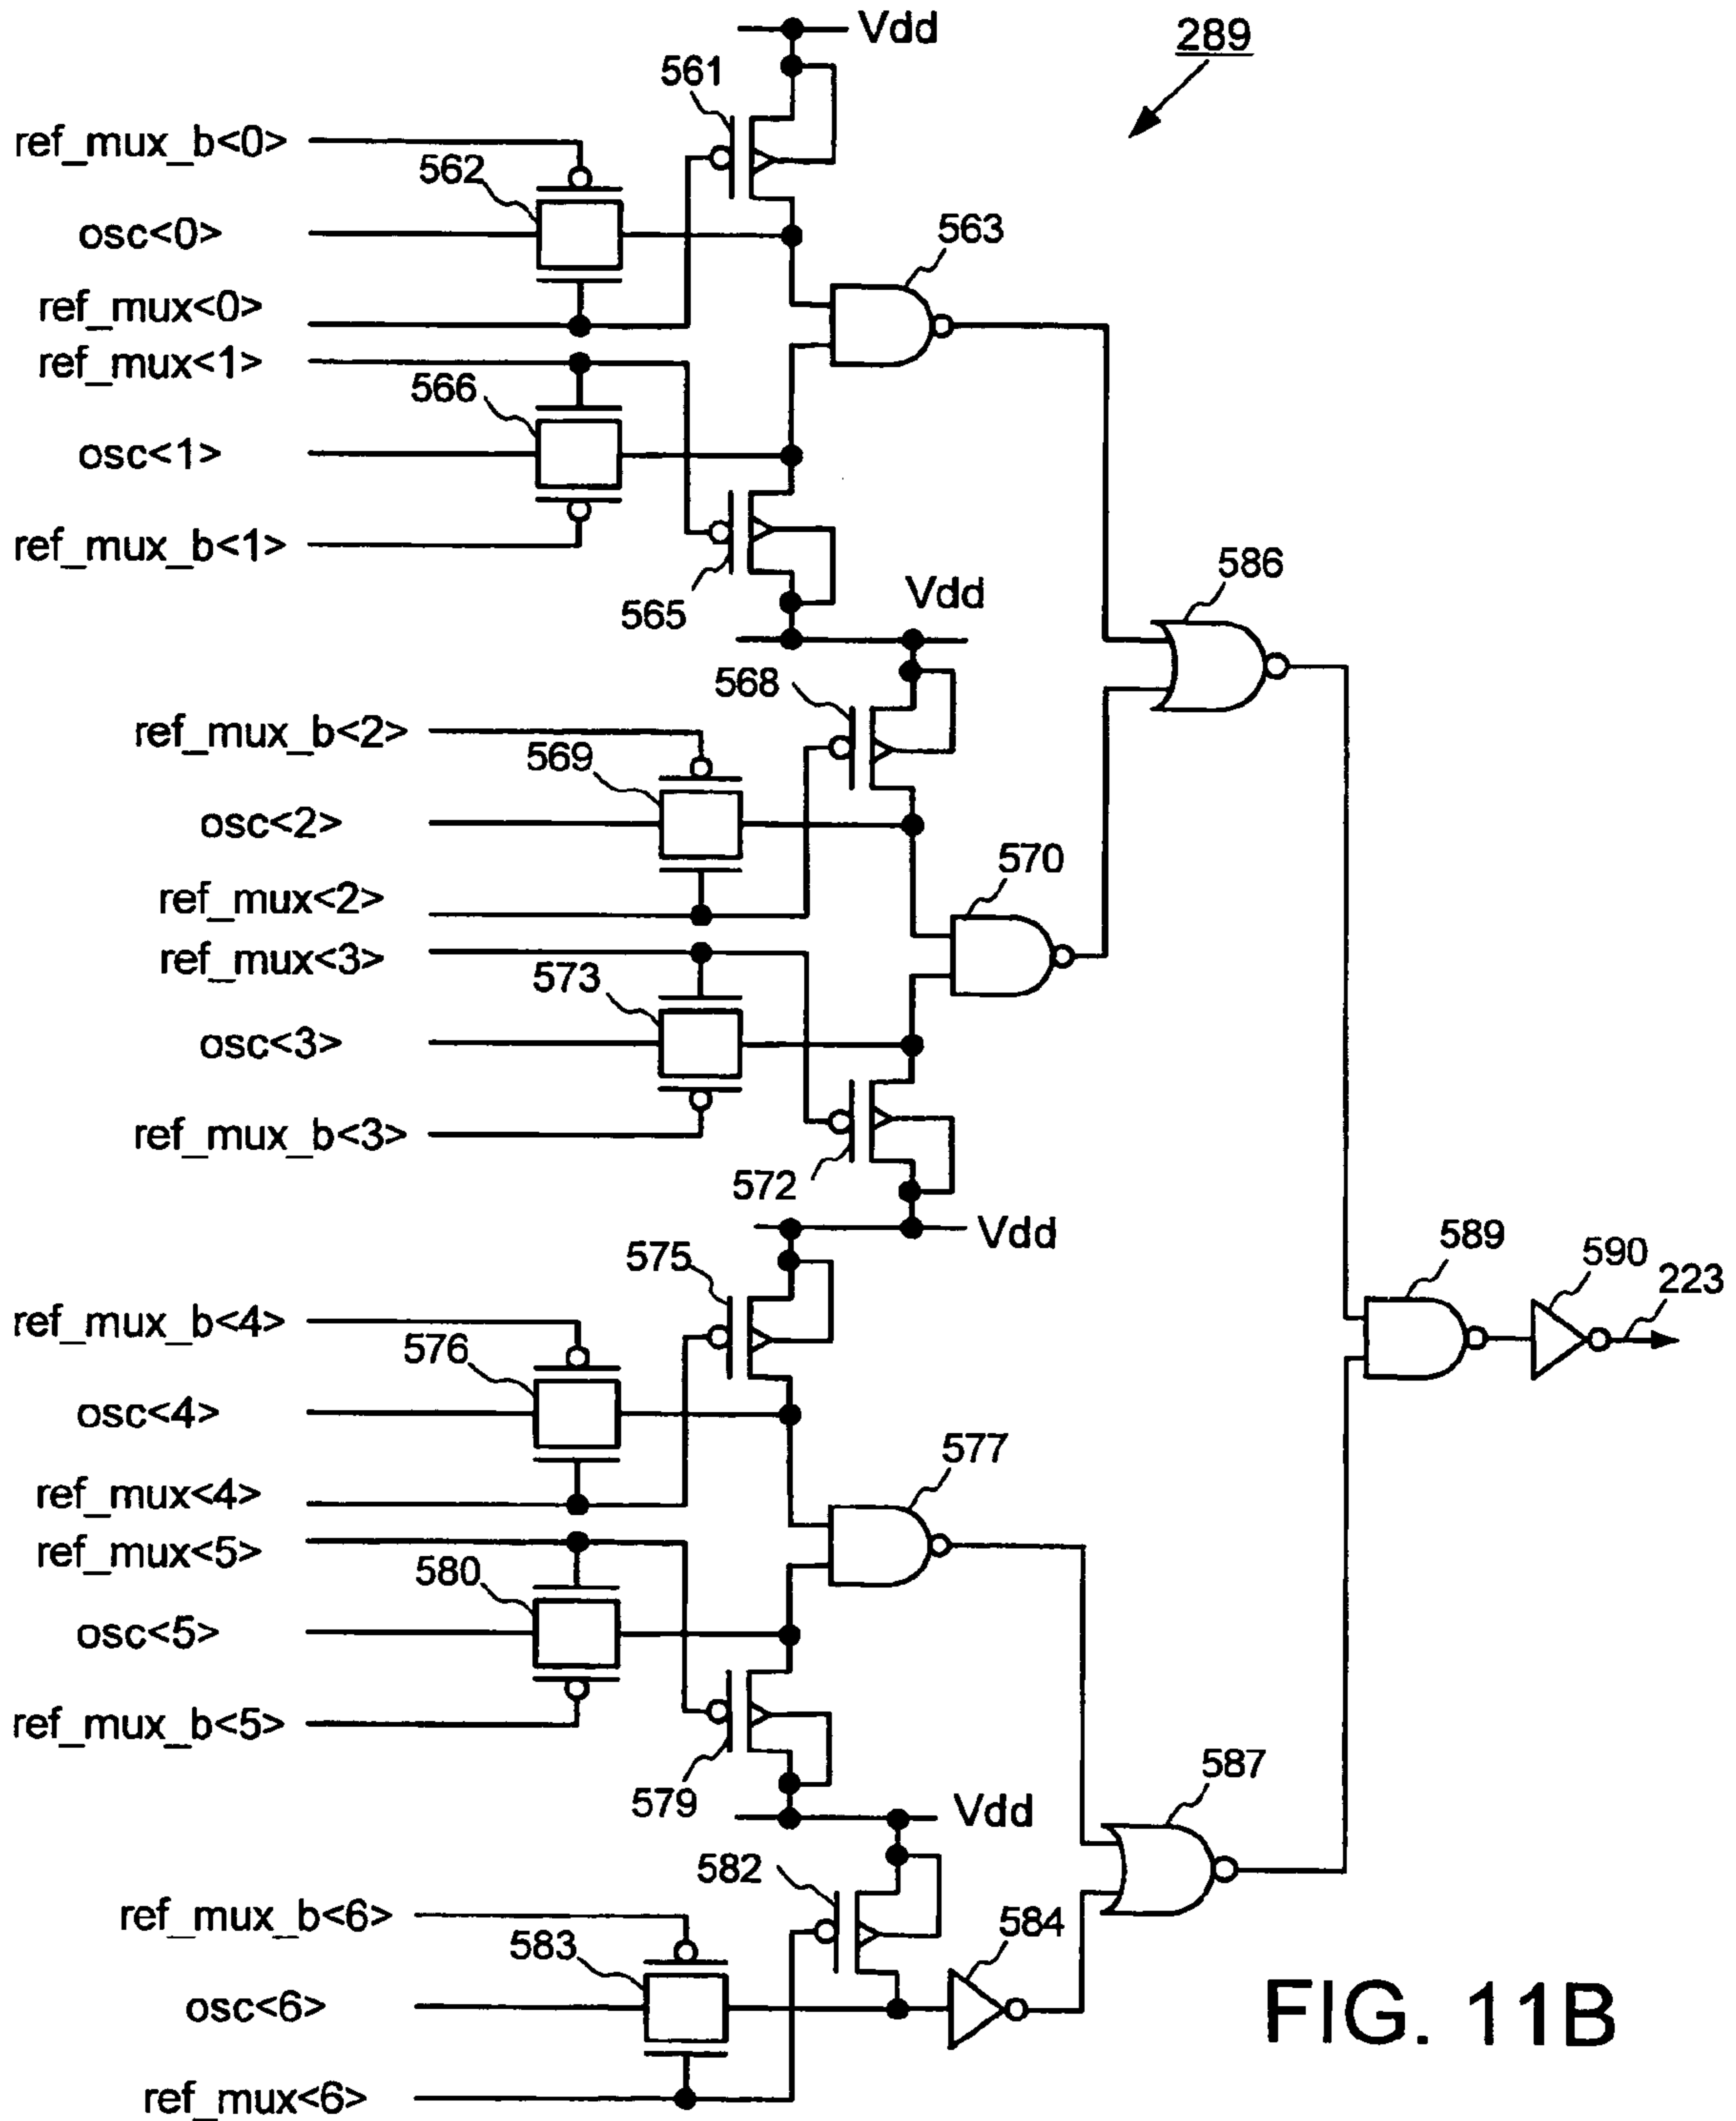 Vdd
289
561
ref_mux_b<0>
562
osc<0>
563
ref_mux<0>
ref_mux<1>
566
osc<1>
ref_mux_b<1>
565
Vdd
586
568
ref_mux_b<2>
569
osc<2>
570
ref_mux<2>
ref_mux<3>
573
osc<3>
ref_mux_b<3>
572
Vdd
575
589
590
223
ref_mux_b<4>
576
osc<4>
577
ref_mux<4>
ref_mux<5>
580
osc<5>
ref_mux_b<5>
579
Vdd
587
582
ref_mux_b<6>
583
584
osc<6>
ref_mux<6>
FIG. 11B